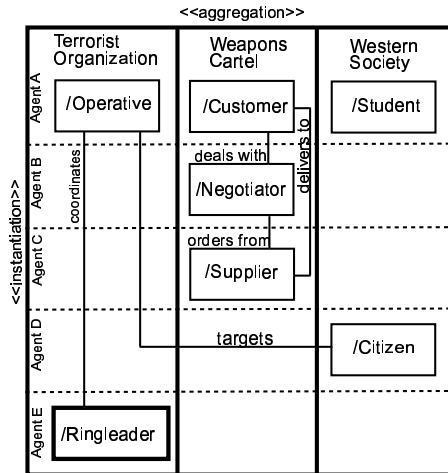 <<aggregation>>
Terrorist
Organization
Weapons
Cartel
Western
Society
<<instantiation>>
Agent A
/Operative
/Customer
/Student
coordinates
delivers to
Agent B
deals with
/Negotiator
Agent C
orders from
/Supplier
Agent D
targets
/Citizen
Agent E
/Ringleader